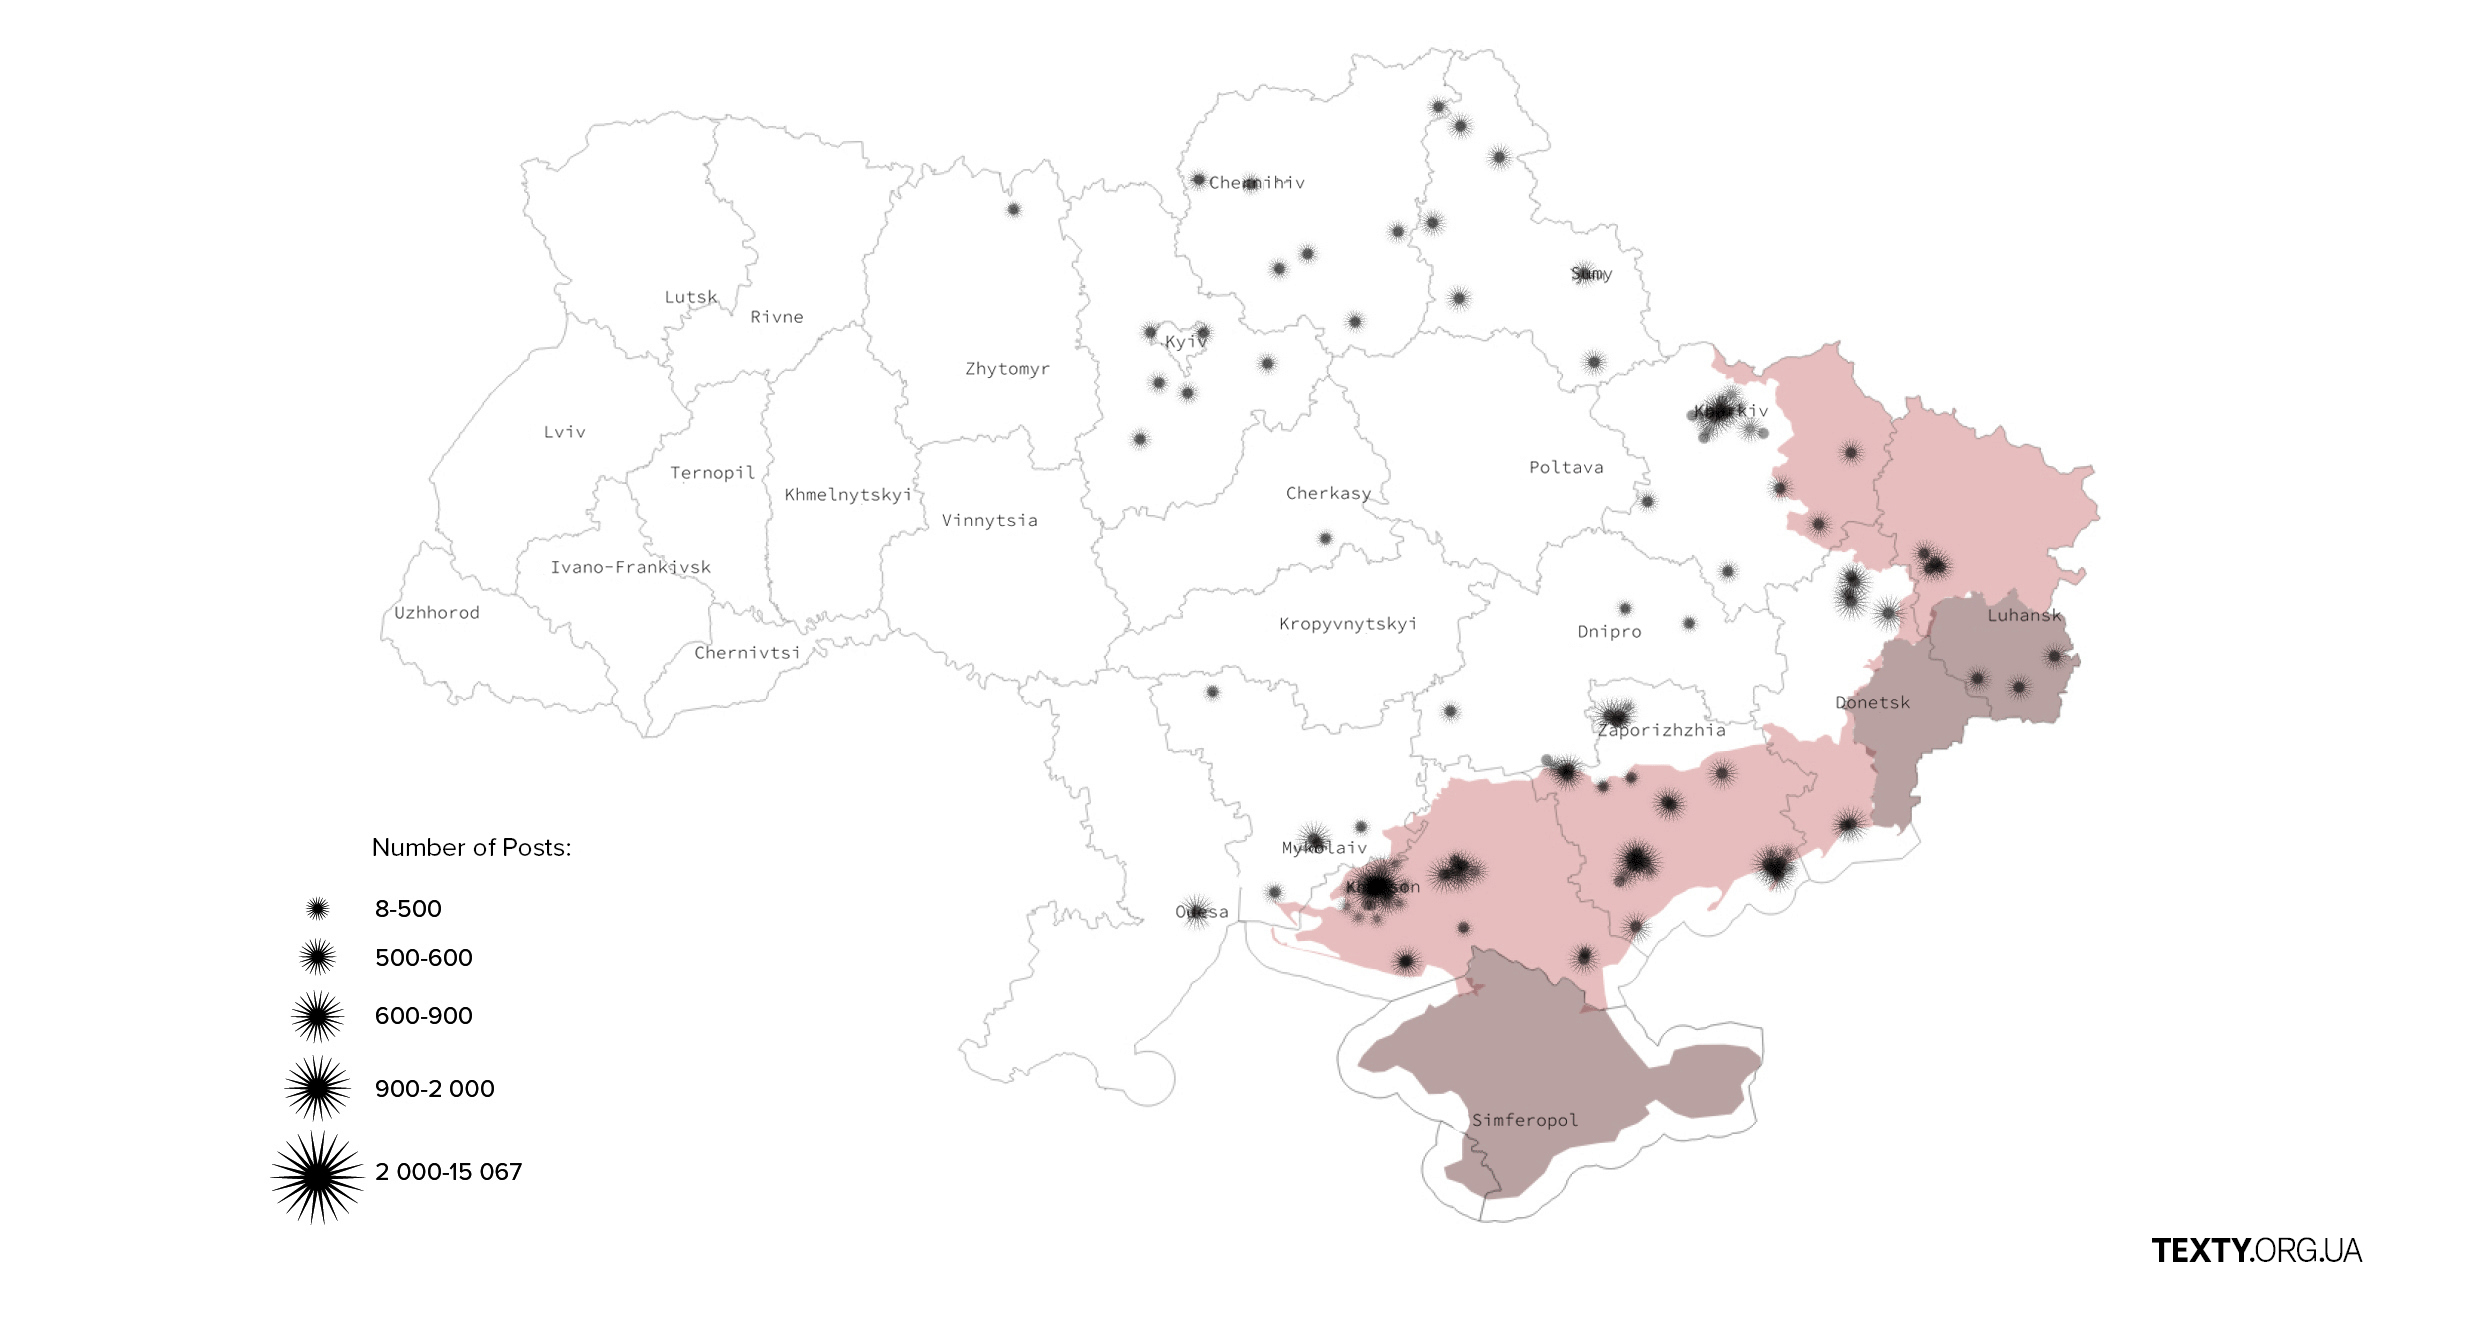 Chernihiv
Sumy
Lutsk
Rivne
Kyiv
Zhytomyr
Kharkiv
Lviv
Ternopil
Poltava
Khmelnytskyi
Cherkasy
Vinnytsia
Ivano-Frankivsk
Uzhhorod
Luhansk
Kropyvnytskyi
Dnipro
Chernivtsi
Donetsk
Zaporizhzhia
Mykolaiv
Kherson
Odesa
Simferopol
Number of Posts:
8-500
500-600
600-900
900-2 000
2 000-15 067
TEXTY.ORG.UA